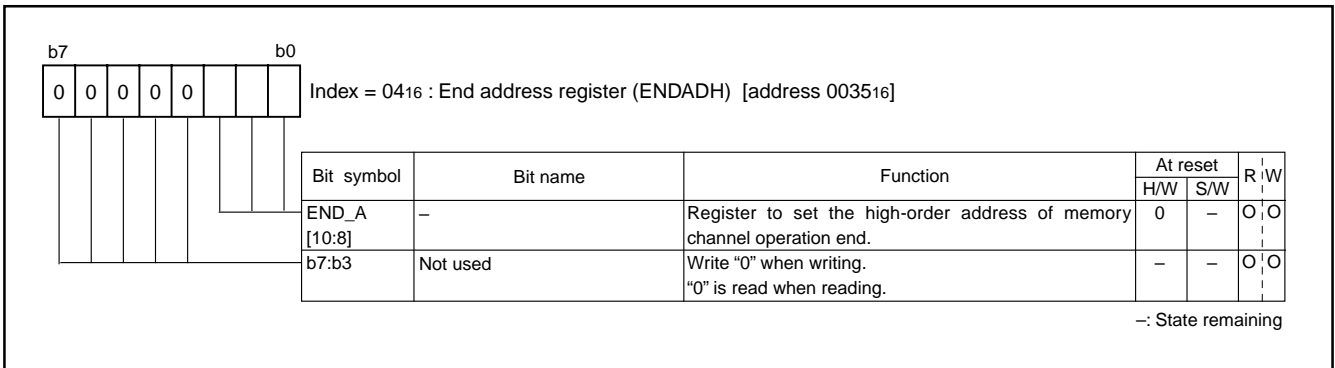 b7 b0
0 0 0 0 0 Index = 0416 : End address register (ENDADH) [address 003516]
Bit symbol Bit name Function At reset R W
H/W S/W
END_A – Register to set the high-order address of memory 0 – O O
[10:8] channel operation end.
b7:b3 Not used Write “0” when writing. – – O O
“0” is read when reading.
–: State remaining